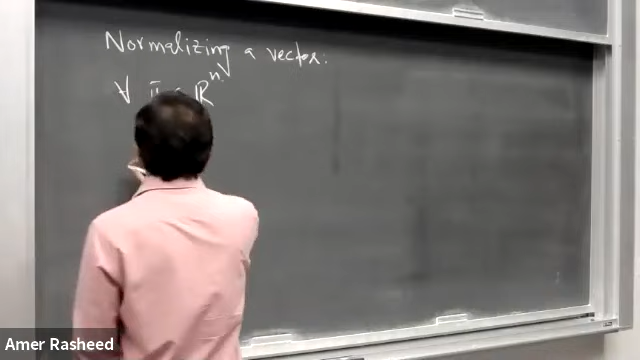 Normalizing a vector:
∀ ū ∈ ℝⁿ
Amer Rasheed